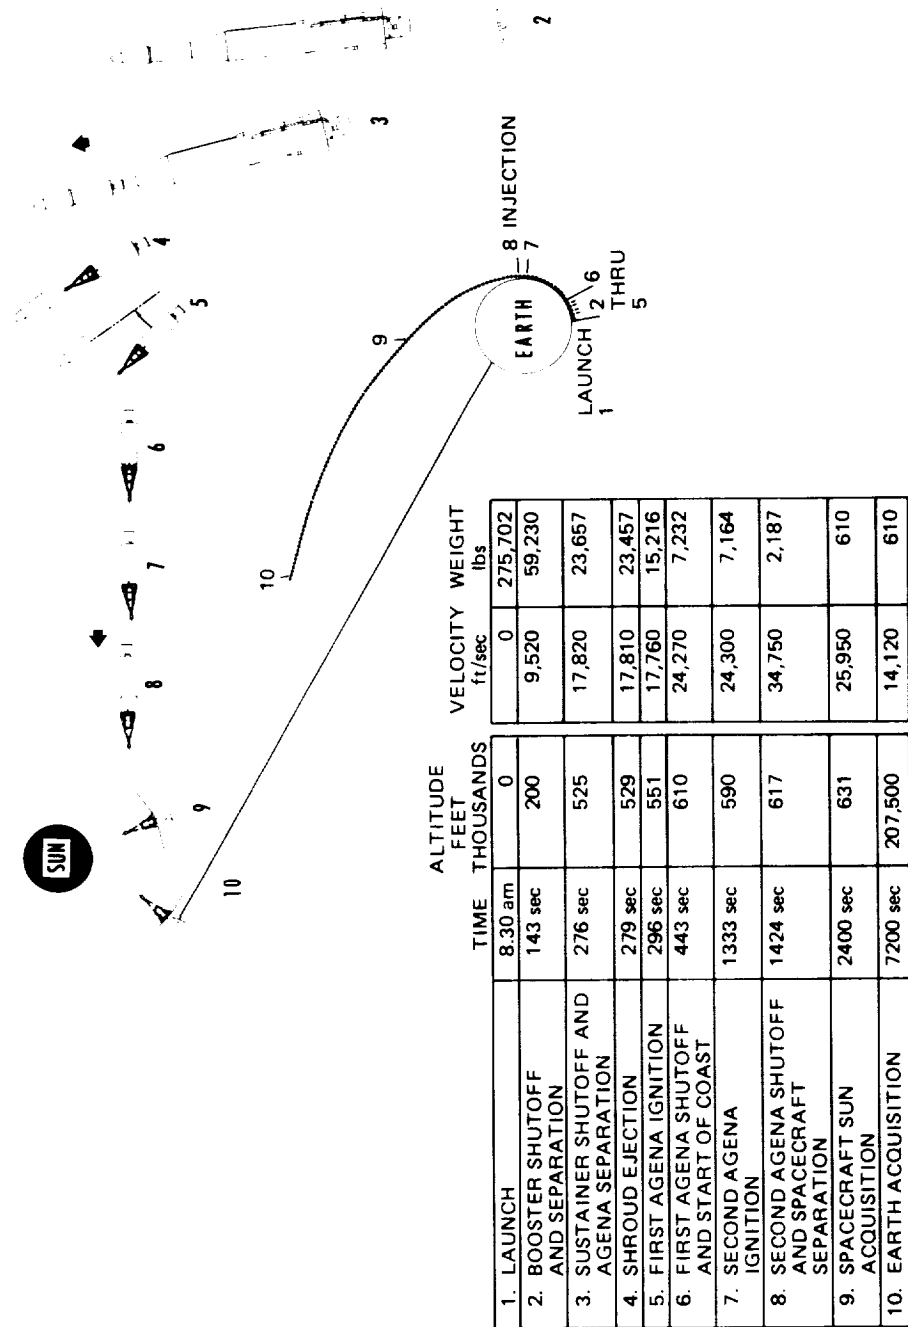 SUN
2
3
4
5
6
7
8
9
10
10
9
8 INJECTION
7
EARTH
6
2 THRU 5
LAUNCH
1
TIME
ALTITUDE
FEET
THOUSANDS
VELOCITY
ft/sec
WEIGHT
lbs
1. LAUNCH 8.30 am 0 0 275,702
2. BOOSTER SHUTOFF
AND SEPARATION 143 sec 200 9,520 59,230
3. SUSTAINER SHUTOFF AND
AGENA SEPARATION 276 sec 525 17,820 23,657
4. SHROUD EJECTION 279 sec 529 17,810 23,457
5. FIRST AGENA IGNITION 296 sec 551 17,760 15,216
6. FIRST AGENA SHUTOFF
AND START OF COAST 443 sec 610 24,270 7,232
7. SECOND AGENA
IGNITION 1333 sec 590 24,300 7,164
8. SECOND AGENA SHUTOFF
AND SPACECRAFT
SEPARATION 1424 sec 617 34,750 2,187
9. SPACECRAFT SUN
ACQUISITION 2400 sec 631 25,950 610
10. EARTH ACQUISITION 7200 sec 207,500 14,120 610